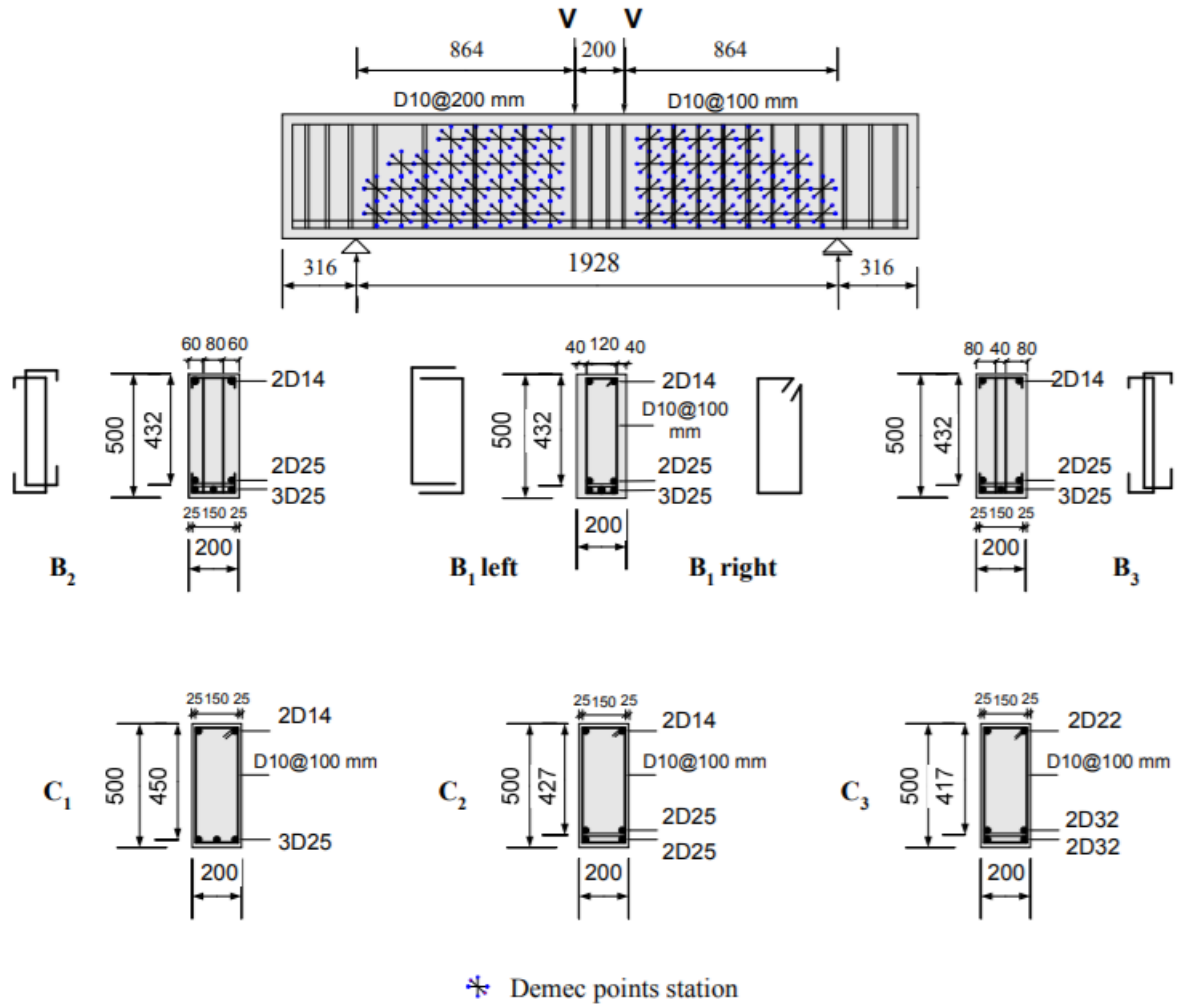 V V
864 200 864
D10@200 mm D10@100 mm
316 1928 316
60 80 60
2D14
500 432
2D25
3D25
25 150 25
200
B2
40 120 40
2D14
D10@100
mm
500 432
2D25
3D25
200
B1 left B1 right
80 40 80
2D14
500 432
2D25
3D25
25 150 25
200
B3
25 150 25
2D14
D10@100 mm
C1 500 450
3D25
200
25 150 25
2D14
D10@100 mm
C2 500 427
2D25
2D25
200
25 150 25
2D22
D10@100 mm
C3 500 417
2D32
2D32
200
Demec points station